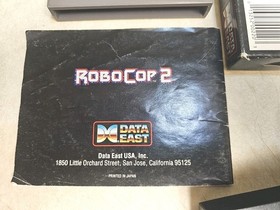 ROBOCOP 2
DATA
EAST
Data East USA, Inc.
1850 Little Orchard Street; San Jose, California 95125
PRINTED IN JAPAN